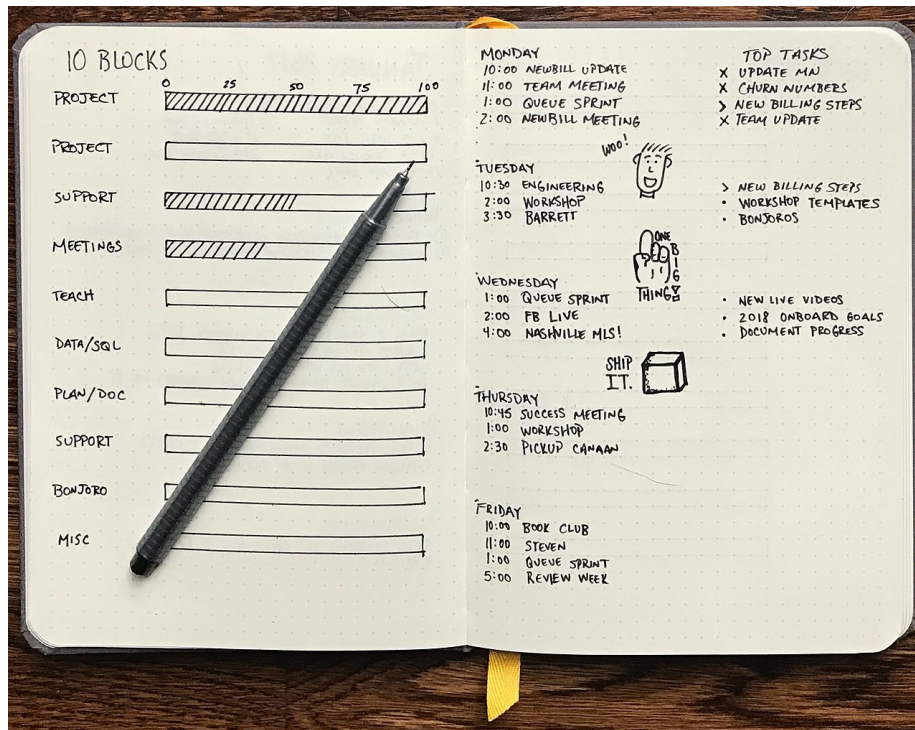 10 BLOCKS
0 25 50 75 100
PROJECT
PROJECT
SUPPORT
MEETINGS
TEACH
DATA/SQL
PLAN/DOC
SUPPORT
BONJORO
MISC
MONDAY
10:00 NEWBILL UPDATE
11:00 TEAM MEETING
1:00 QUEUE SPRINT
2:00 NEWBILL MEETING
WOO!
TUESDAY
10:30 ENGINEERING
2:00 WORKSHOP
3:30 BARRETT
ONE
BIG
THING!
WEDNESDAY
1:00 QUEUE SPRINT
2:00 FB LIVE
4:00 NASHVILLE MLS!
SHIP
IT.
THURSDAY
10:45 SUCCESS MEETING
1:00 WORKSHOP
2:30 PICKUP CANAAN
FRIDAY
10:00 BOOK CLUB
11:00 STEVEN
1:00 QUEUE SPRINT
5:00 REVIEW WEEK
TOP TASKS
X UPDATE MN
X CHURN NUMBERS
> NEW BILLING STEPS
X TEAM UPDATE
> NEW BILLING STEPS
• WORKSHOP TEMPLATES
• BONJOROS
• NEW LIVE VIDEOS
• 2018 ONBOARD GOALS
• DOCUMENT PROGRESS